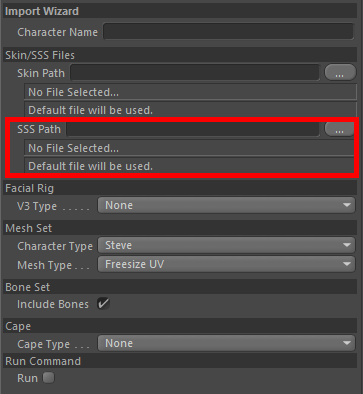 Import Wizard
Character Name
Skin/SSS Files
Skin Path ...
No File Selected...
Default file will be used.
SSS Path ...
No File Selected...
Default file will be used.
Facial Rig
V3 Type . . . . . None
Mesh Set
Character Type Steve
Mesh Type . . . Freesize UV
Bone Set
Include Bones
Cape
Cape Type . . . None
Run Command
Run